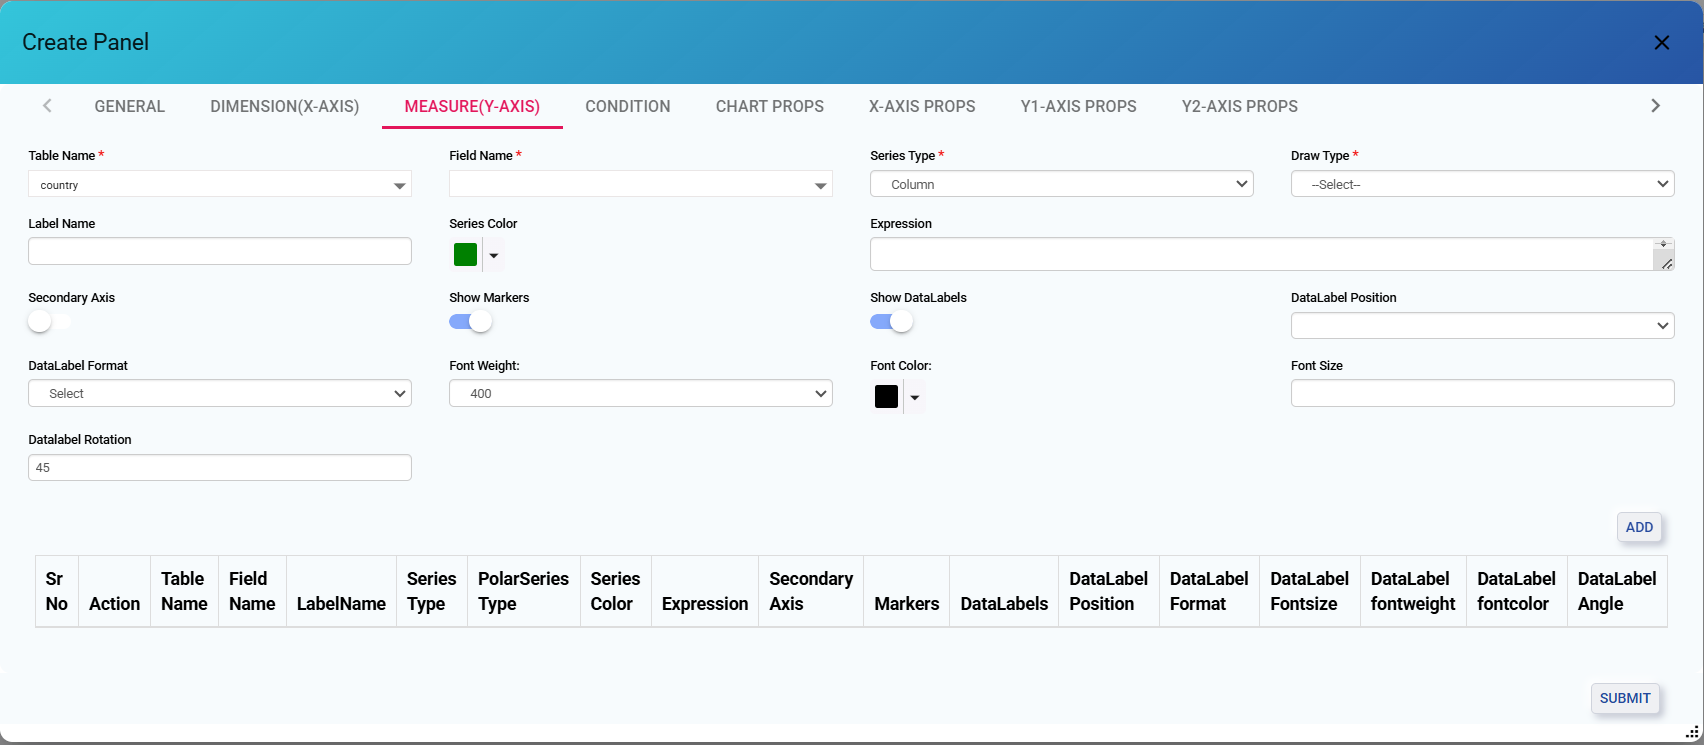 Create Panel
GENERAL DIMENSION(X-AXIS) MEASURE(Y-AXIS) CONDITION CHART PROPS X-AXIS PROPS Y1-AXIS PROPS Y2-AXIS PROPS
Table Name * Field Name * Series Type * Draw Type *
country Column --Select--
Label Name Series Color Expression
Secondary Axis Show Markers Show DataLabels DataLabel Position
DataLabel Format Font Weight: Font Color: Font Size
Select 400
Datalabel Rotation
45
ADD
Sr Table Field Series PolarSeries Series Secondary DataLabel DataLabel DataLabel DataLabel DataLabel DataLabel
No Action Name Name LabelName Type Type Color Expression Axis Markers DataLabels Position Format Fontsize fontweight fontcolor Angle
SUBMIT